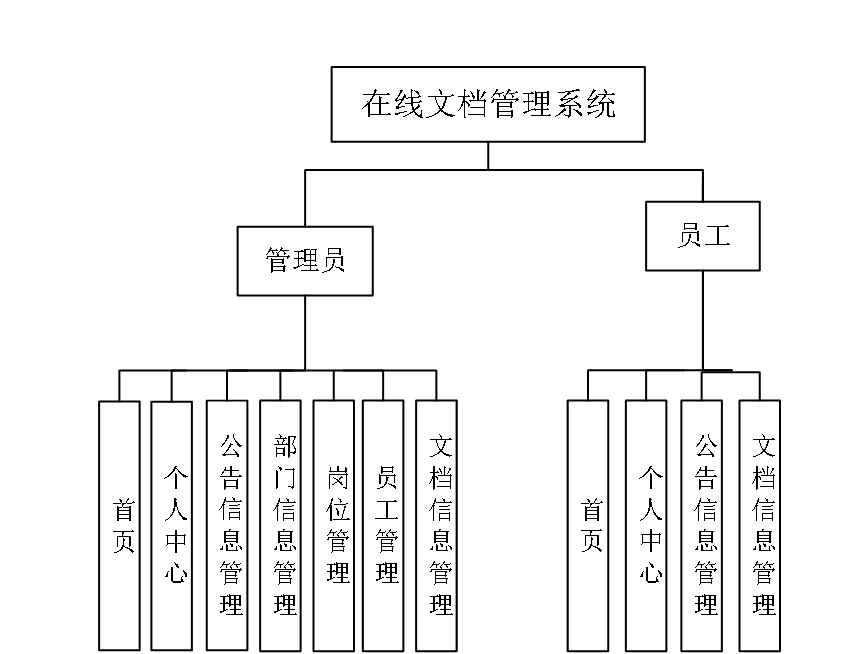 在线文档管理系统
管理员
员工
首页
个人中心
公告信息管理
部门信息管理
岗位管理
员工管理
文档信息管理
首页
个人中心
公告信息管理
文档信息管理